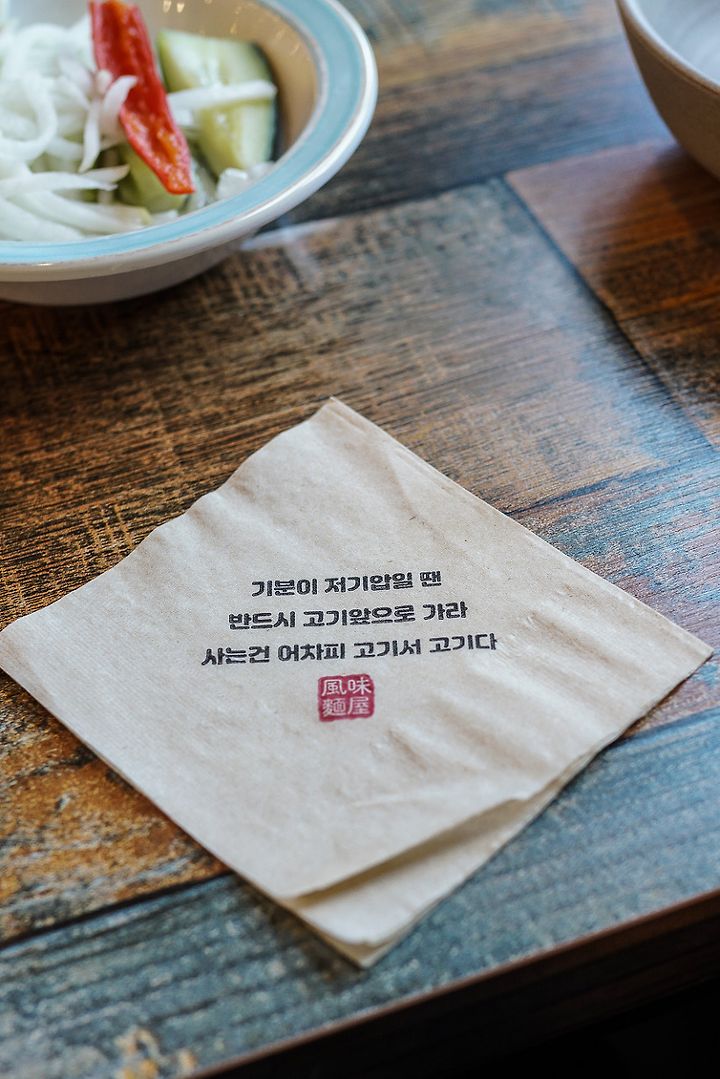 기분이 저기압일 땐
반드시 고기앞으로 가라
사는건 어차피 고기서 고기다
風味
麵屋